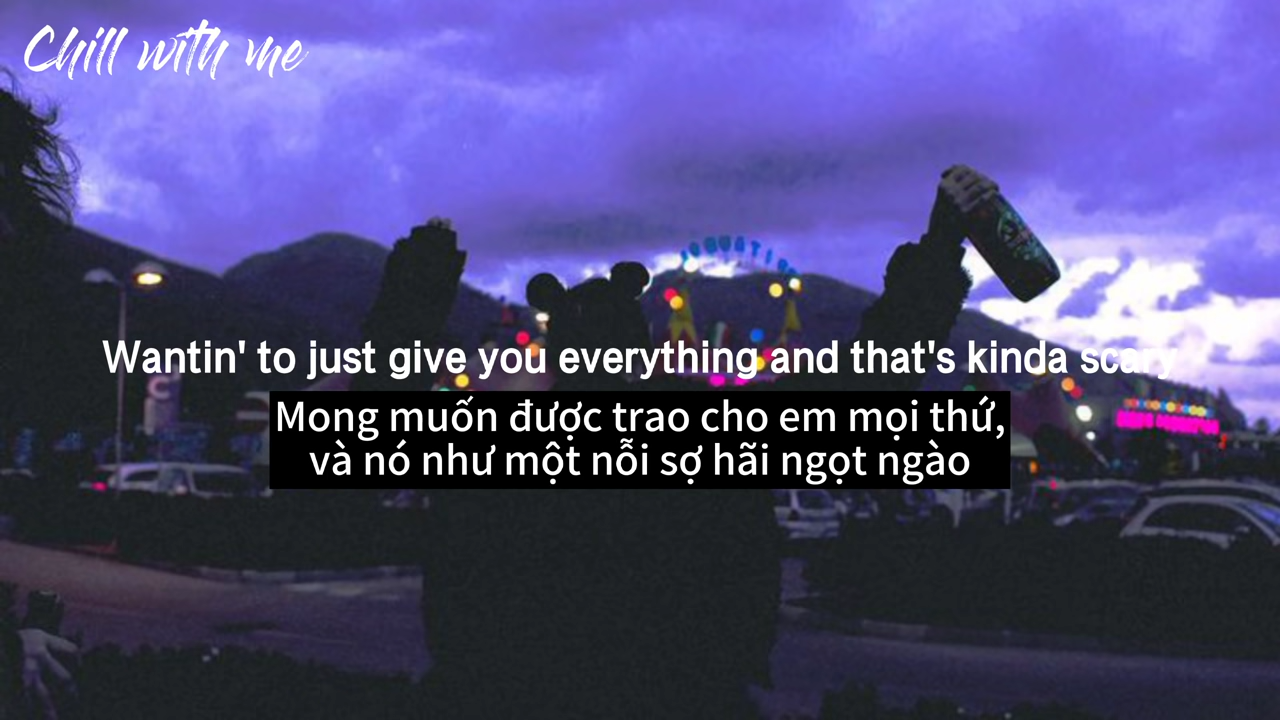 Chill with me
Wantin' to just give you everything and that's kinda scary
Mong muốn được trao cho em mọi thứ,
và nó như một nỗi sợ hãi ngọt ngào